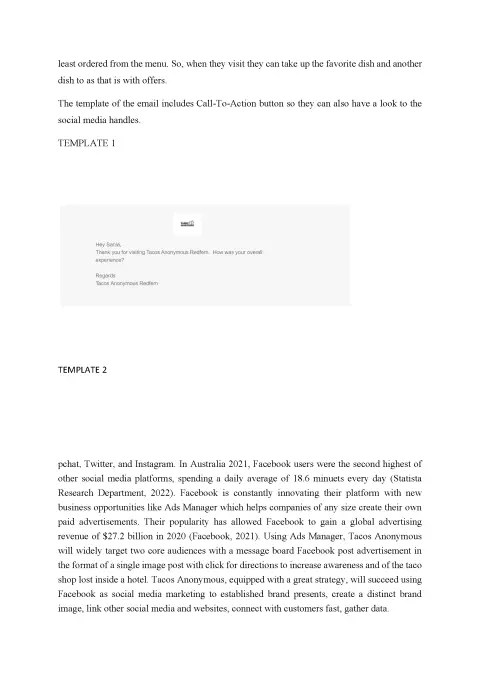 least ordered from the menu. So, when they visit they can take up the favorite dish and another
dish to as that is with offers.
The template of the email includes Call-To-Action button so they can also have a look to the
social media handles.
TEMPLATE 1
Hey Sanal,
Thank you for visiting Tacos Anonymous Redfern. How was your overall
experience?
Regards
Tacos Anonymous Redfern
TEMPLATE 2
pchat, Twitter, and Instagram. In Australia 2021, Facebook users were the second highest of
other social media platforms, spending a daily average of 18.6 minuets every day (Statista
Research Department, 2022). Facebook is constantly innovating their platform with new
business opportunities like Ads Manager which helps companies of any size create their own
paid advertisements. Their popularity has allowed Facebook to gain a global advertising
revenue of $27.2 billion in 2020 (Facebook, 2021). Using Ads Manager, Tacos Anonymous
will widely target two core audiences with a message board Facebook post advertisement in
the format of a single image post with click for directions to increase awareness and of the taco
shop lost inside a hotel. Tacos Anonymous, equipped with a great strategy, will succeed using
Facebook as social media marketing to established brand presents, create a distinct brand
image, link other social media and websites, connect with customers fast, gather data.